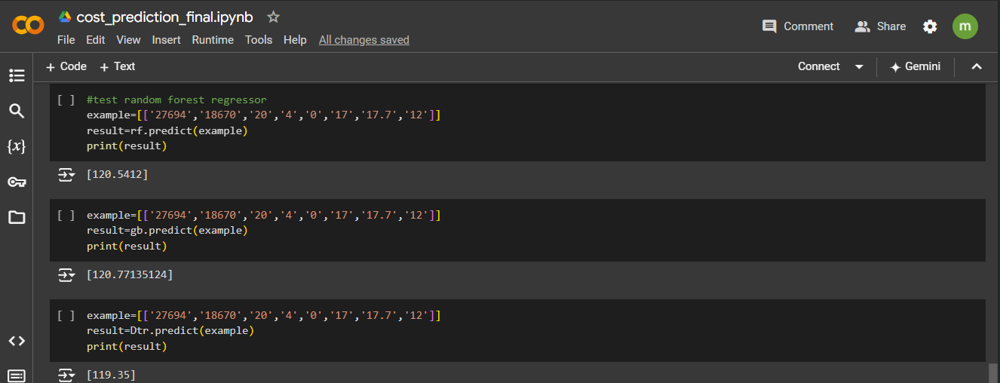 cost_prediction_final.ipynb
File Edit View Insert Runtime Tools Help All changes saved
Comment Share m
+ Code + Text
Connect Gemini
{x}
[ ] #test random forest regressor
example=[['27694','18670','20','4','0','17','17.7','12']]
result=rf.predict(example)
print(result)
[120.5412]
[ ] example=[['27694','18670','20','4','0','17','17.7','12']]
result=gb.predict(example)
print(result)
[120.77135124]
[ ] example=[['27694','18670','20','4','0','17','17.7','12']]
result=Dtr.predict(example)
print(result)
[119.35]